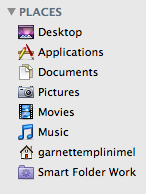 PLACES
Desktop
Applications
Documents
Pictures
Movies
Music
garnettemplinimel
Smart Folder Work